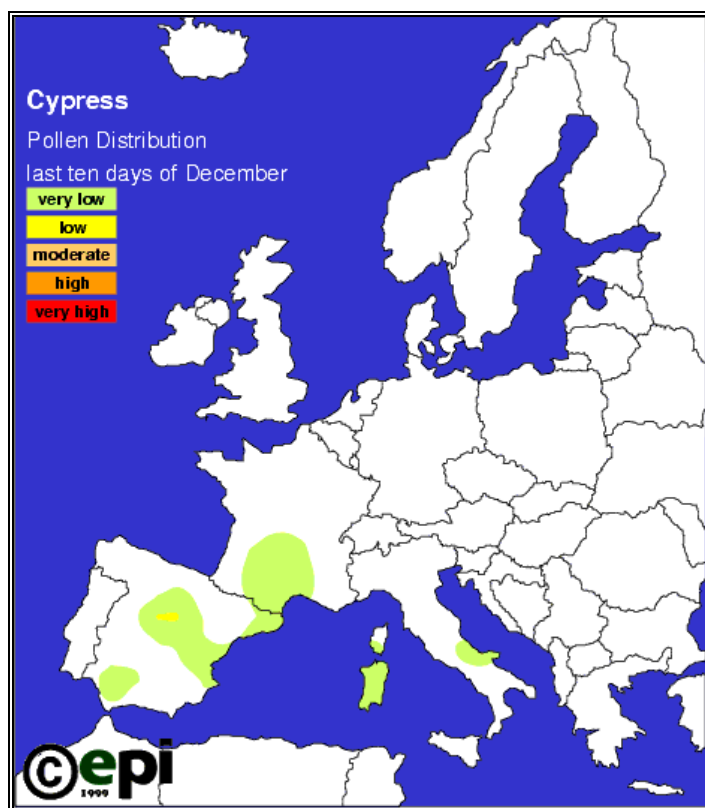 Cypress
Pollen Distribution
last ten days of December
very low
low
moderate
high
very high
©epi
1999